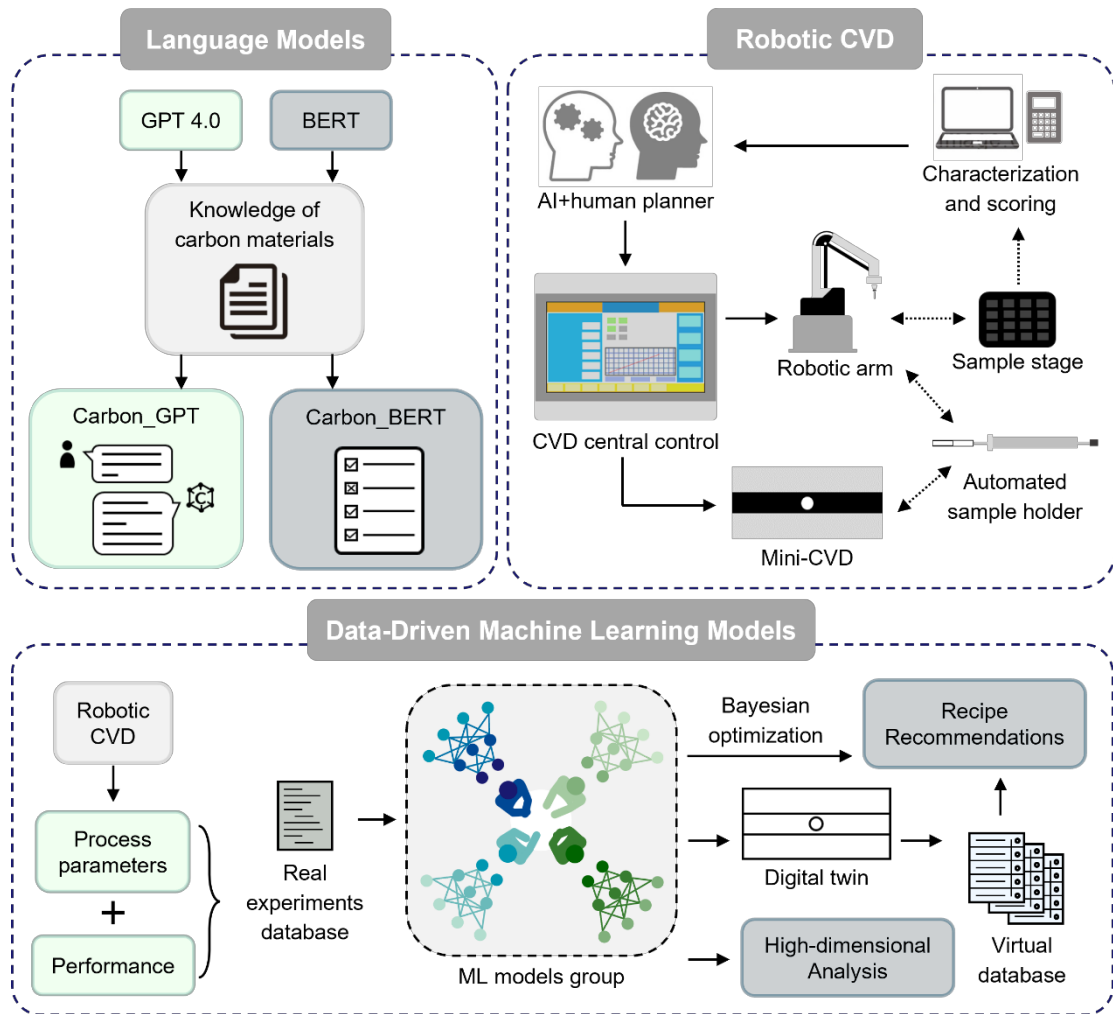 Language Models
GPT 4.0
BERT
Knowledge of
carbon materials
Carbon_GPT
C
Carbon_BERT
Robotic CVD
AI+human planner
Characterization
and scoring
CVD central control
Robotic arm
Sample stage
Mini-CVD
Automated
sample holder
Data-Driven Machine Learning Models
Robotic
CVD
Process
parameters
+
Performance
Real
experiments
database
ML models group
Bayesian
optimization
Recipe
Recommendations
Digital twin
High-dimensional
Analysis
Virtual
database